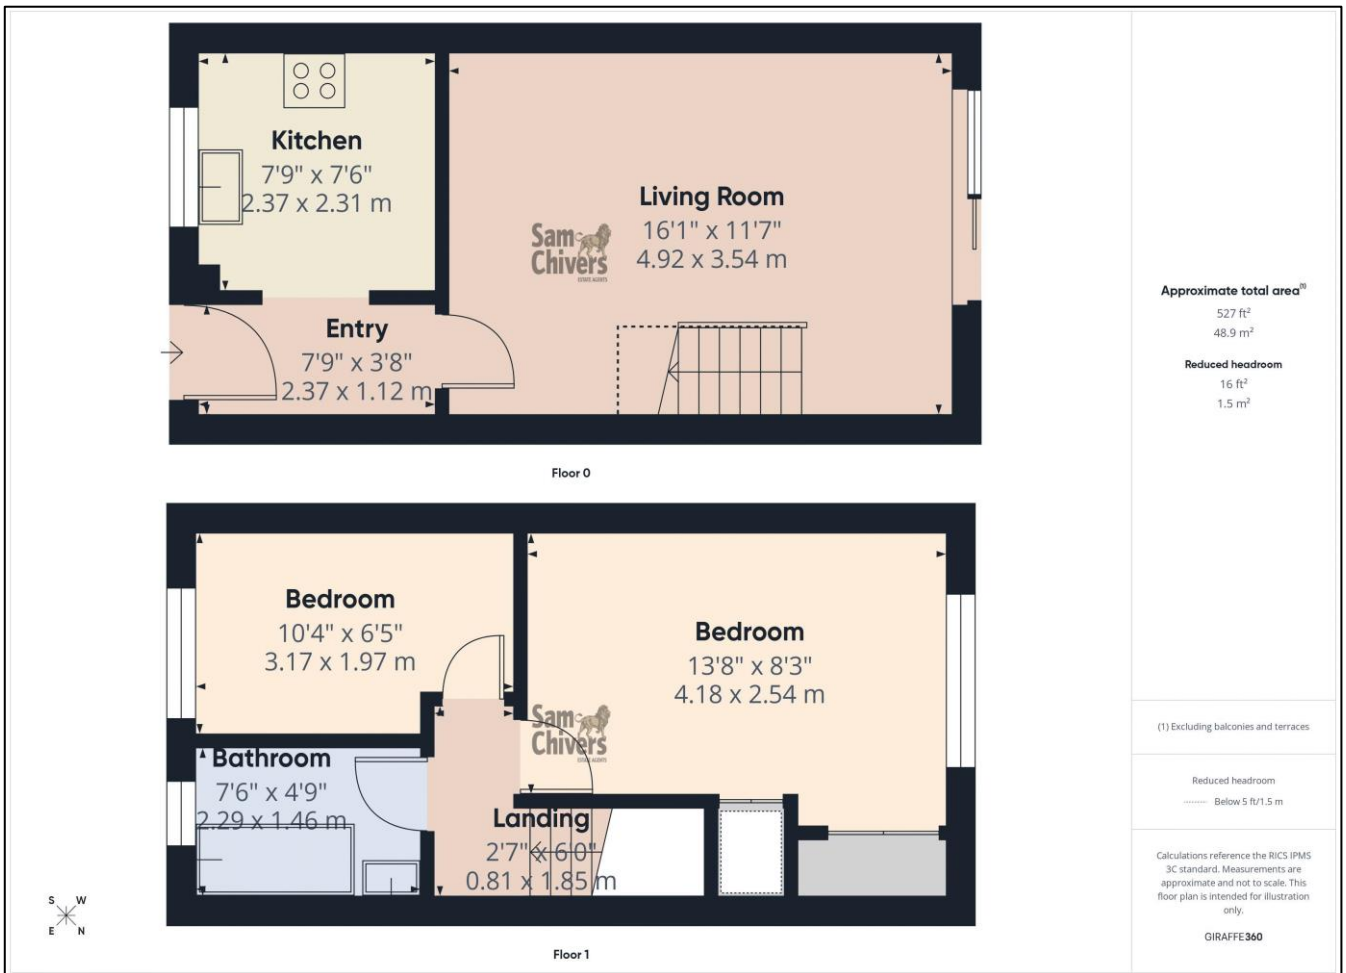 Kitchen
7'9" x 7'6"
2.37 x 2.31 m
Living Room
16'1" x 11'7"
4.92 x 3.54 m
Sam
Chivers
ESTATE AGENTS
Entry
7'9" x 3'8"
2.37 x 1.12 m
Floor 0
Bedroom
10'4" x 6'5"
3.17 x 1.97 m
Bedroom
13'8" x 8'3"
4.18 x 2.54 m
Sam
Chivers
ESTATE AGENTS
Bathroom
7'6" x 4'9"
2.29 x 1.46 m
Landing
2'7" x 6'0"
0.81 x 1.85 m
S W
E N
Floor 1
Approximate total area(1)
527 ft²
48.9 m²
Reduced headroom
16 ft²
1.5 m²
(1) Excluding balconies and terraces
Reduced headroom
Below 5 ft/1.5 m
Calculations reference the RICS IPMS
3C standard. Measurements are
approximate and not to scale. This
floor plan is intended for illustration
only.
GIRAFFE360